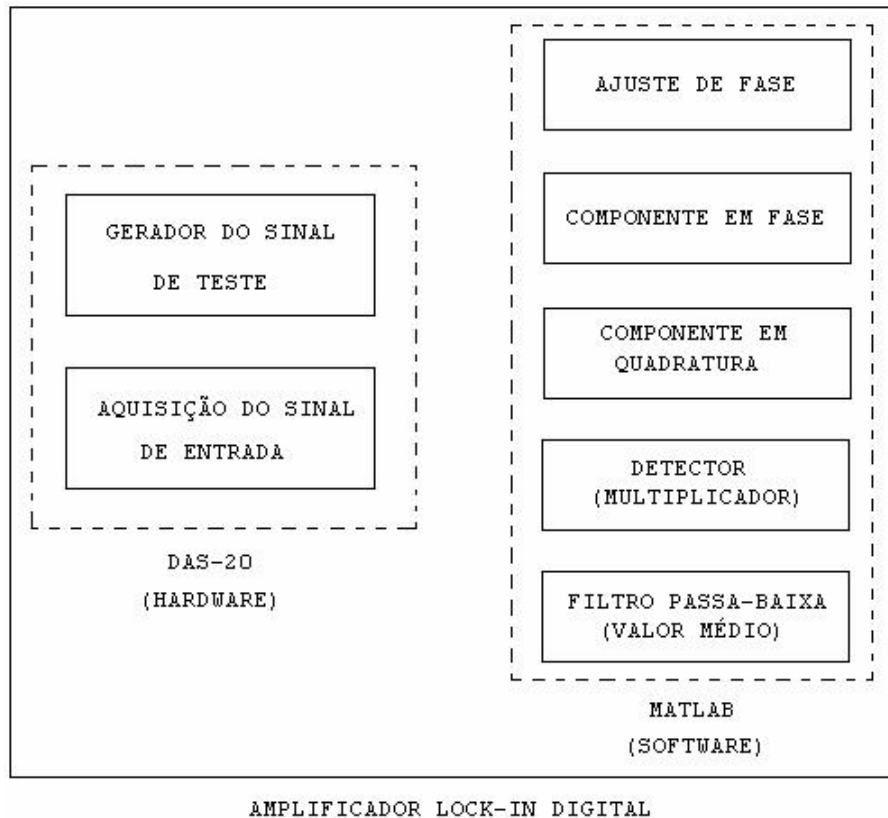 GERADOR DO SINAL
DE TESTE
AQUISIÇÃO DO SINAL
DE ENTRADA
DAS-20
(HARDWARE)
AJUSTE DE FASE
COMPONENTE EM FASE
COMPONENTE EM
QUADRATURA
DETECTOR
(MULTIPLICADOR)
FILTRO PASSA-BAIXA
(VALOR MÉDIO)
MATLAB
(SOFTWARE)
AMPLIFICADOR LOCK-IN DIGITAL